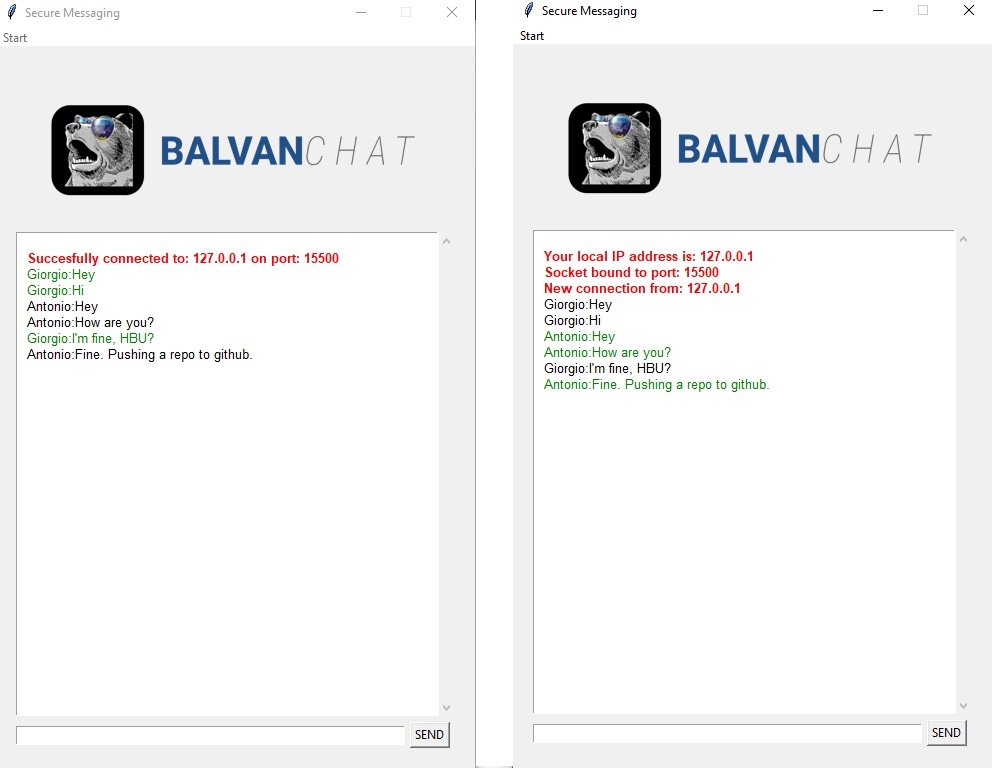 Secure Messaging
Start
BALVANCHAT
Succesfully connected to: 127.0.0.1 on port: 15500
Giorgio:Hey
Giorgio:Hi
Antonio:Hey
Antonio:How are you?
Giorgio:I'm fine, HBU?
Antonio:Fine. Pushing a repo to github.
SEND
Secure Messaging
Start
BALVANCHAT
Your local IP address is: 127.0.0.1
Socket bound to port: 15500
New connection from: 127.0.0.1
Giorgio:Hey
Giorgio:Hi
Antonio:Hey
Antonio:How are you?
Giorgio:I'm fine, HBU?
Antonio:Fine. Pushing a repo to github.
SEND